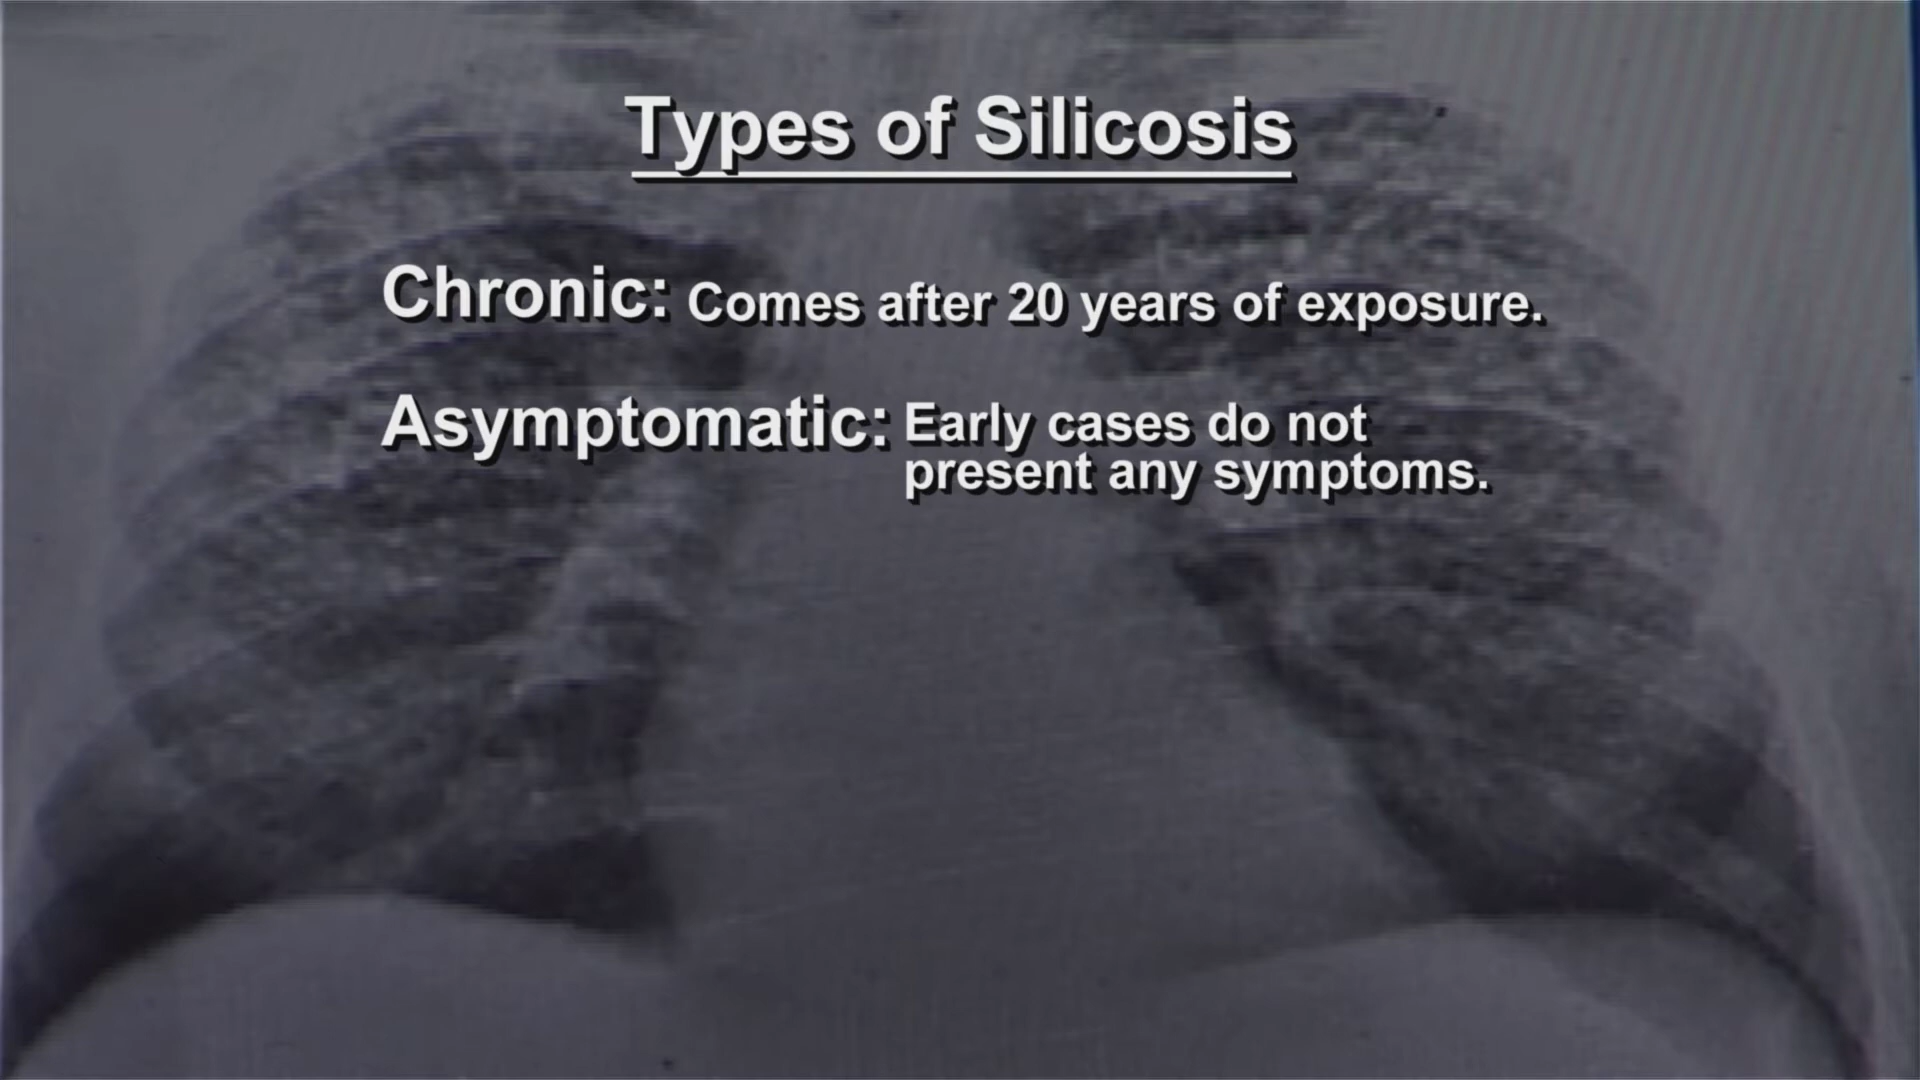 Types of Silicosis
Chronic: Comes after 20 years of exposure.
Asymptomatic: Early cases do not
present any symptoms.